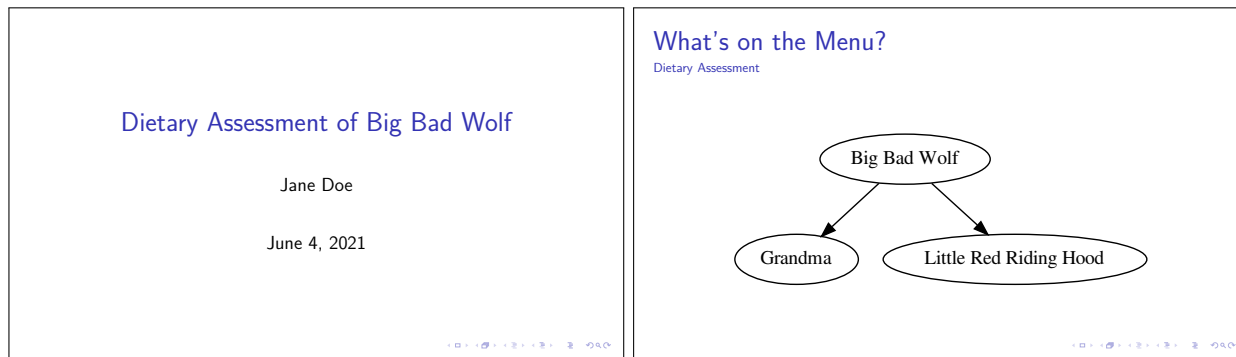 Dietary Assessment of Big Bad Wolf
Jane Doe
June 4, 2021
What's on the Menu?
Dietary Assessment
Big Bad Wolf
Grandma
Little Red Riding Hood